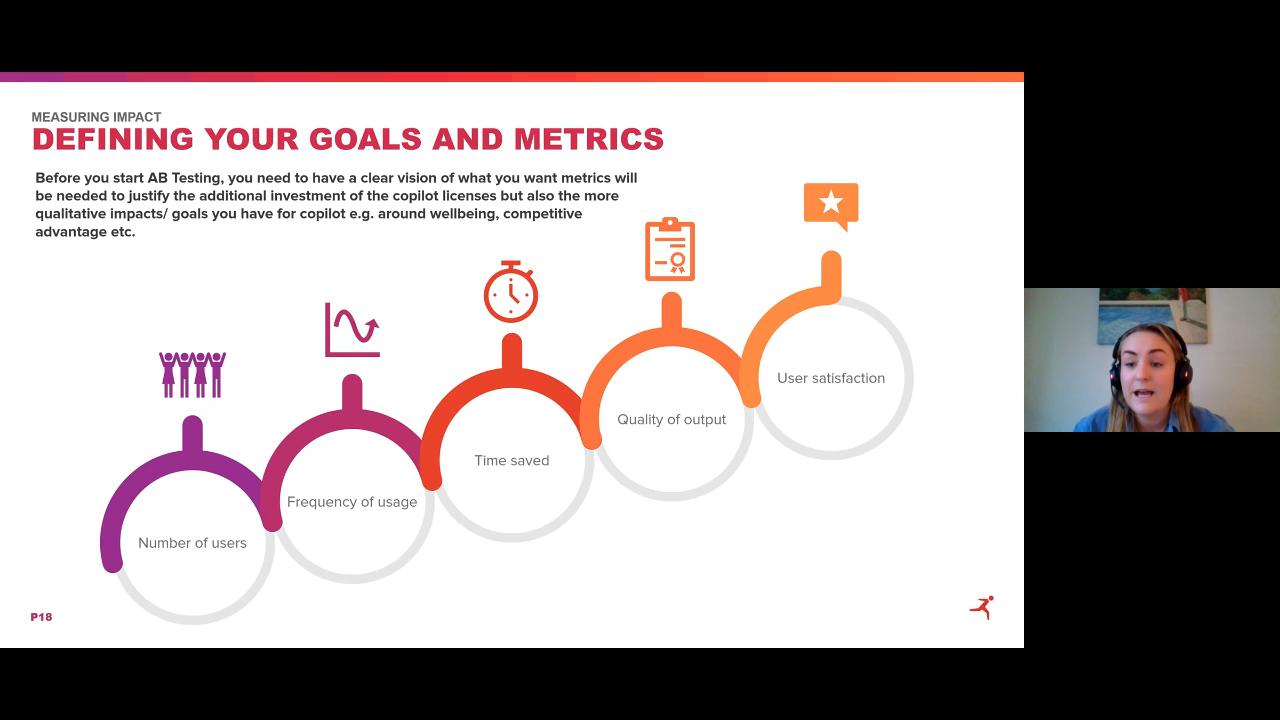 MEASURING IMPACT
DEFINING YOUR GOALS AND METRICS
Before you start AB Testing, you need to have a clear vision of what you want metrics will
be needed to justify the additional investment of the copilot licenses but also the more
qualitative impacts/ goals you have for copilot e.g. around wellbeing, competitive
advantage etc.
User satisfaction
Quality of output
Time saved
Frequency of usage
Number of users
P18